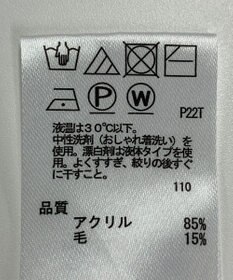 P
W
P22T
液温は30℃以下。
中性洗剤(おしゃれ着洗い)を
使用。漂白剤は液体タイプを使
用。よくすすぎ、絞りの後すぐ
に干すこと。
110
品質
アクリル 85%
毛 15%